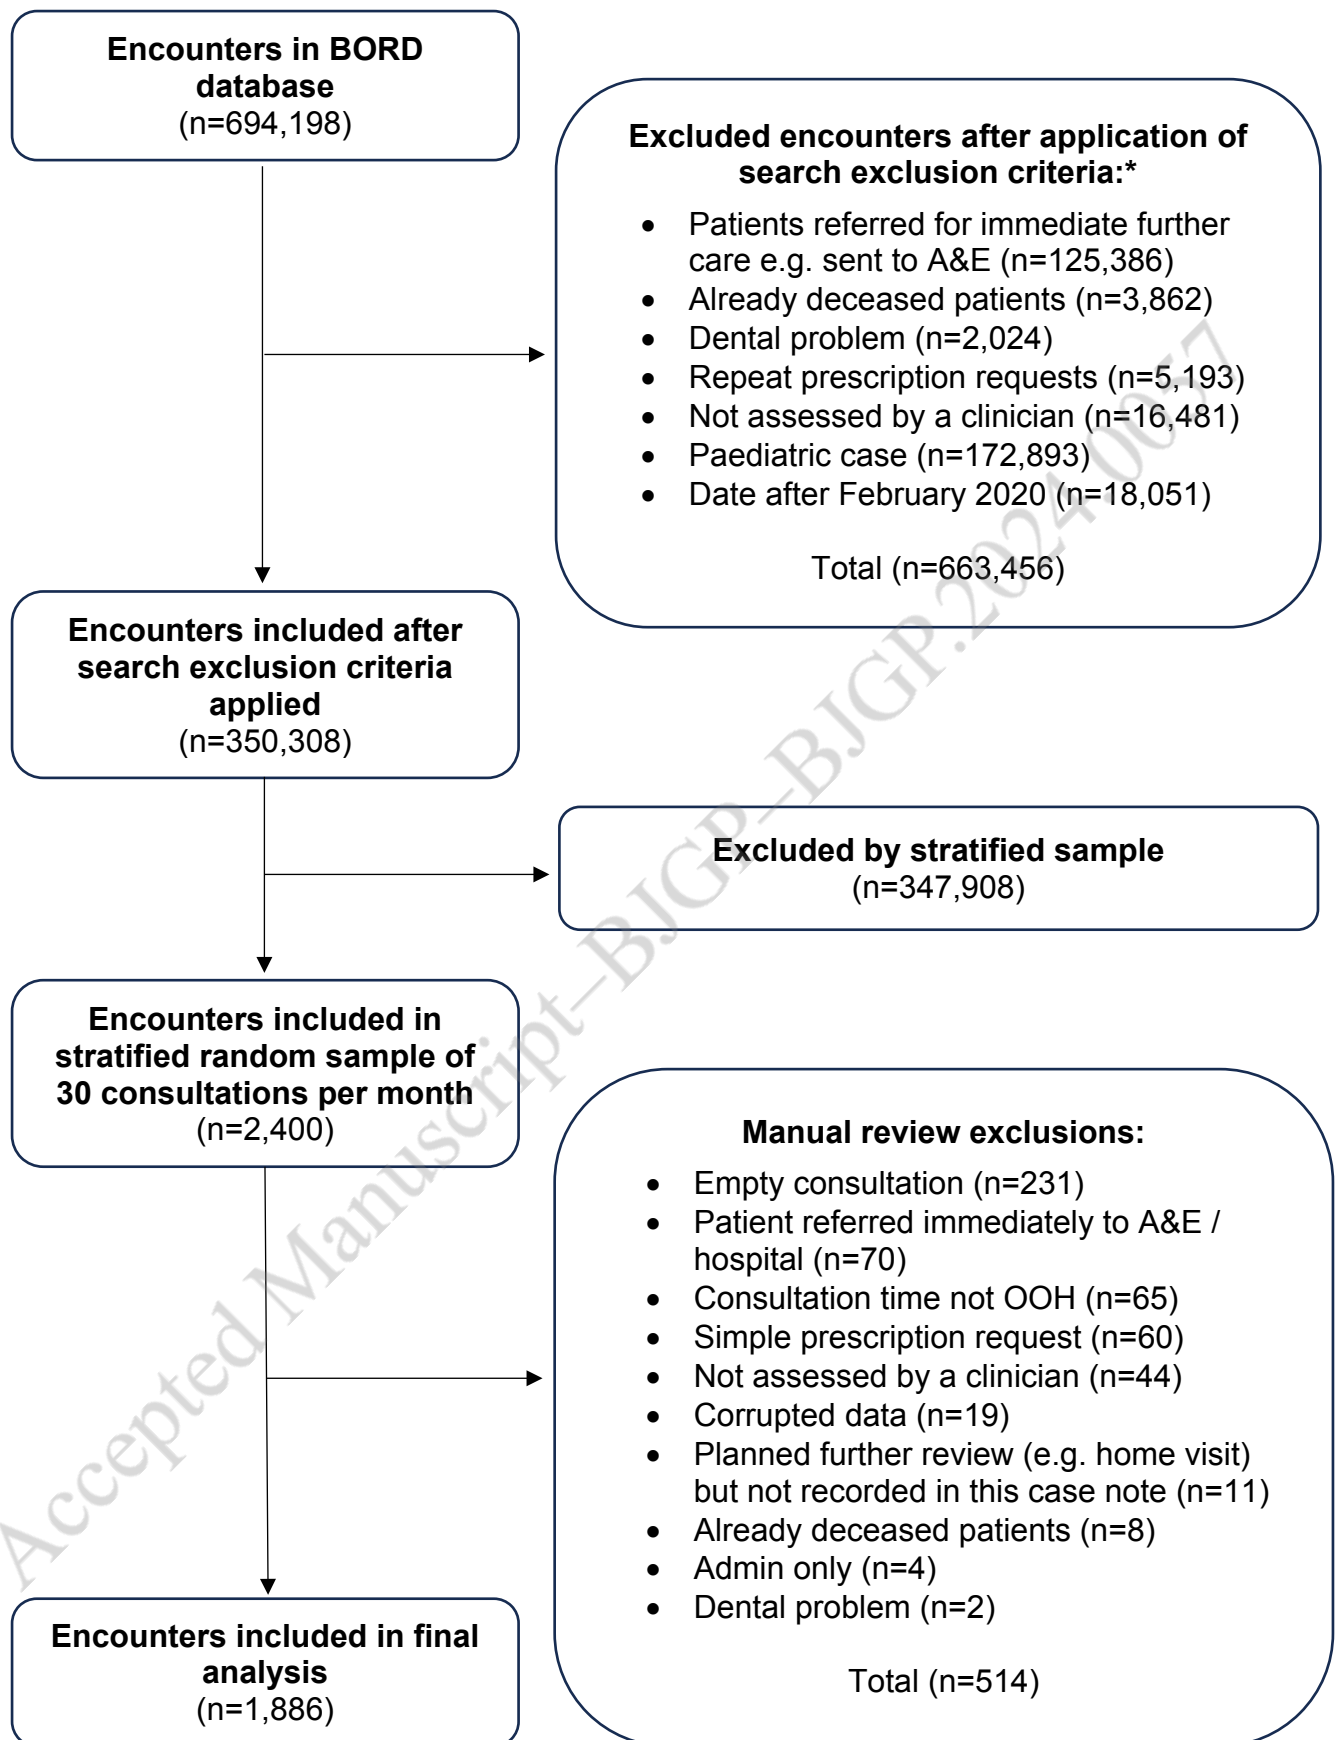 Encounters in BORD
database
(n=694,198)
Excluded encounters after application of
search exclusion criteria:*
• Patients referred for immediate further
care e.g. sent to A&E (n=125,386)
• Already deceased patients (n=3,862)
• Dental problem (n=2,024)
• Repeat prescription requests (n=5,193)
• Not assessed by a clinician (n=16,481)
• Paediatric case (n=172,893)
• Date after February 2020 (n=18,051)
Total (n=663,456)
Encounters included after
search exclusion criteria
applied
(n=350,308)
Excluded by stratified sample
(n=347,908)
Encounters included in
stratified random sample of
30 consultations per month
(n=2,400)
Manual review exclusions:
• Empty consultation (n=231)
• Patient referred immediately to A&E /
hospital (n=70)
• Consultation time not OOH (n=65)
• Simple prescription request (n=60)
• Not assessed by a clinician (n=44)
• Corrupted data (n=19)
• Planned further review (e.g. home visit)
but not recorded in this case note (n=11)
• Already deceased patients (n=8)
• Admin only (n=4)
• Dental problem (n=2)
Total (n=514)
Encounters included in final
analysis
(n=1,886)
Accepted Manuscript–BJGP–BJGP.2024.0057